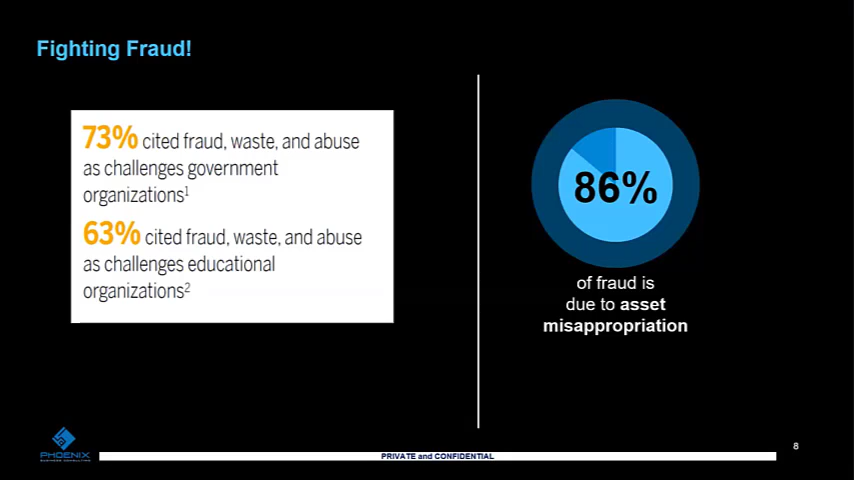 Fighting Fraud!
73% cited fraud, waste, and abuse
as challenges government
organizations¹
63% cited fraud, waste, and abuse
as challenges educational
organizations²
86%
of fraud is
due to asset
misappropriation
PHOENIX
PRIVATE and CONFIDENTIAL
8